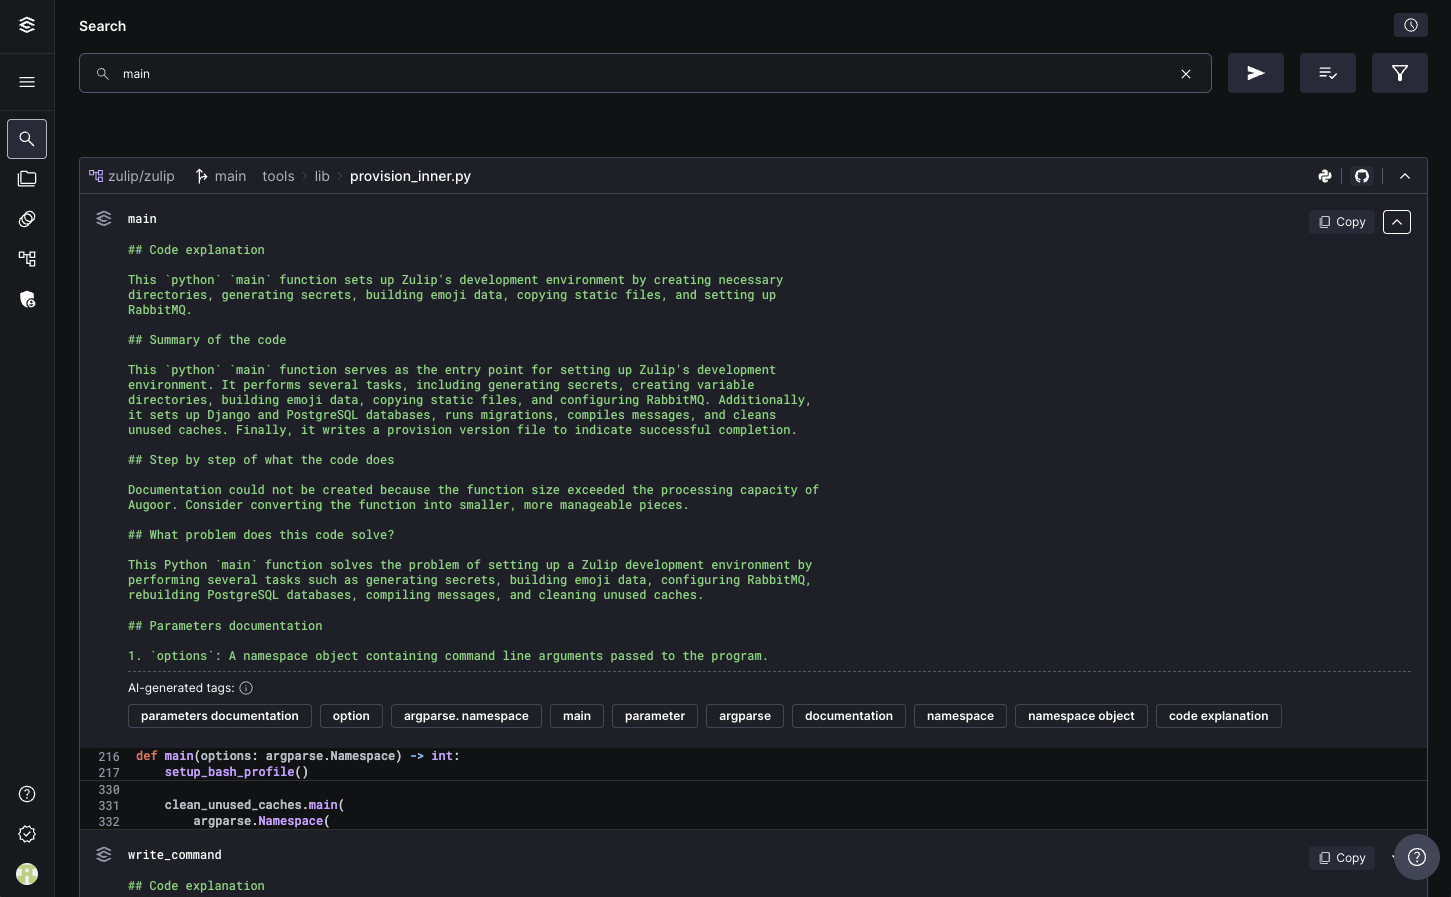 Search
main
zulip/zulip main tools lib provision_inner.py
main
Copy
## Code explanation
This `python` `main` function sets up Zulip's development environment by creating necessary
directories, generating secrets, building emoji data, copying static files, and setting up
RabbitMQ.
## Summary of the code
This `python` `main` function serves as the entry point for setting up Zulip's development
environment. It performs several tasks, including generating secrets, creating variable
directories, building emoji data, copying static files, and configuring RabbitMQ. Additionally,
it sets up Django and PostgreSQL databases, runs migrations, compiles messages, and cleans
unused caches. Finally, it writes a provision version file to indicate successful completion.
## Step by step of what the code does
Documentation could not be created because the function size exceeded the processing capacity of
Augoor. Consider converting the function into smaller, more manageable pieces.
## What problem does this code solve?
This Python `main` function solves the problem of setting up a Zulip development environment by
performing several tasks such as generating secrets, building emoji data, configuring RabbitMQ,
rebuilding PostgreSQL databases, compiling messages, and cleaning unused caches.
## Parameters documentation
1. `options`: A namespace object containing command line arguments passed to the program.
AI-generated tags:
parameters documentation option argparse. namespace main parameter argparse documentation namespace namespace object code explanation
216 def main(options: argparse.Namespace) -> int:
217     setup_bash_profile()
330
331     clean_unused_caches.main(
332         argparse.Namespace(
write_command
Copy
## Code explanation